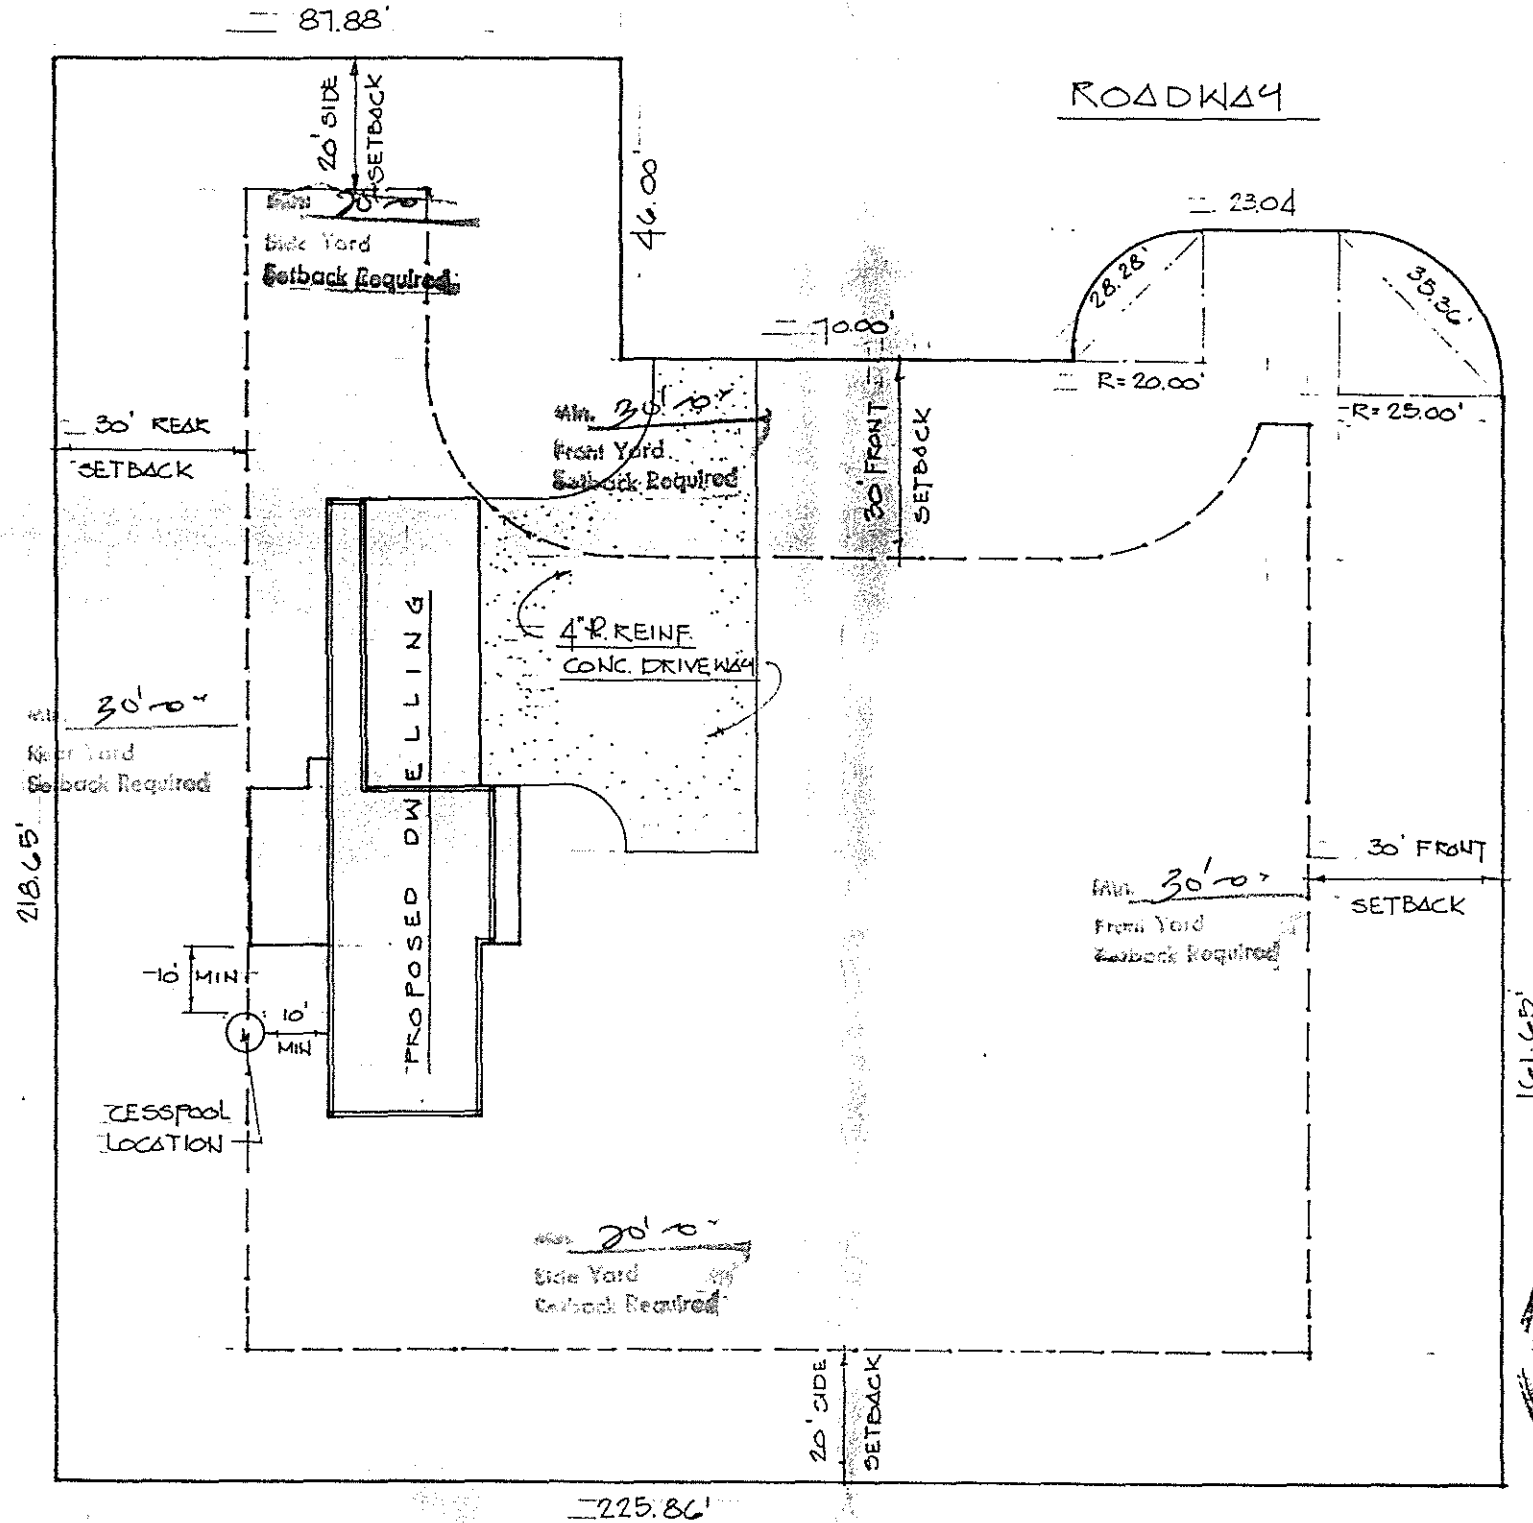 87.88'
ROADWAY
20' SIDE
SETBACK
46.00'
Min. 20'-0"
Side Yard
Setback Required
23.04
28.28'
35.36'
70.00'
R=20.00'
R=25.00'
30' REAR
SETBACK
Min. 30'-0"
Front Yard
Setback Required
30' FRONT
SETBACK
4" REINF.
CONC. DRIVEWAY
PROPOSED DWELLING
30'-0"
Rear Yard
Setback Required
218.65'
30' FRONT
SETBACK
Min. 30'-0"
Front Yard
Setback Required
10' MIN
10'
MIN
161.65'
CESSPOOL
LOCATION
Min. 20'-0"
Side Yard
Setback Required
20' SIDE
SETBACK
225.86'